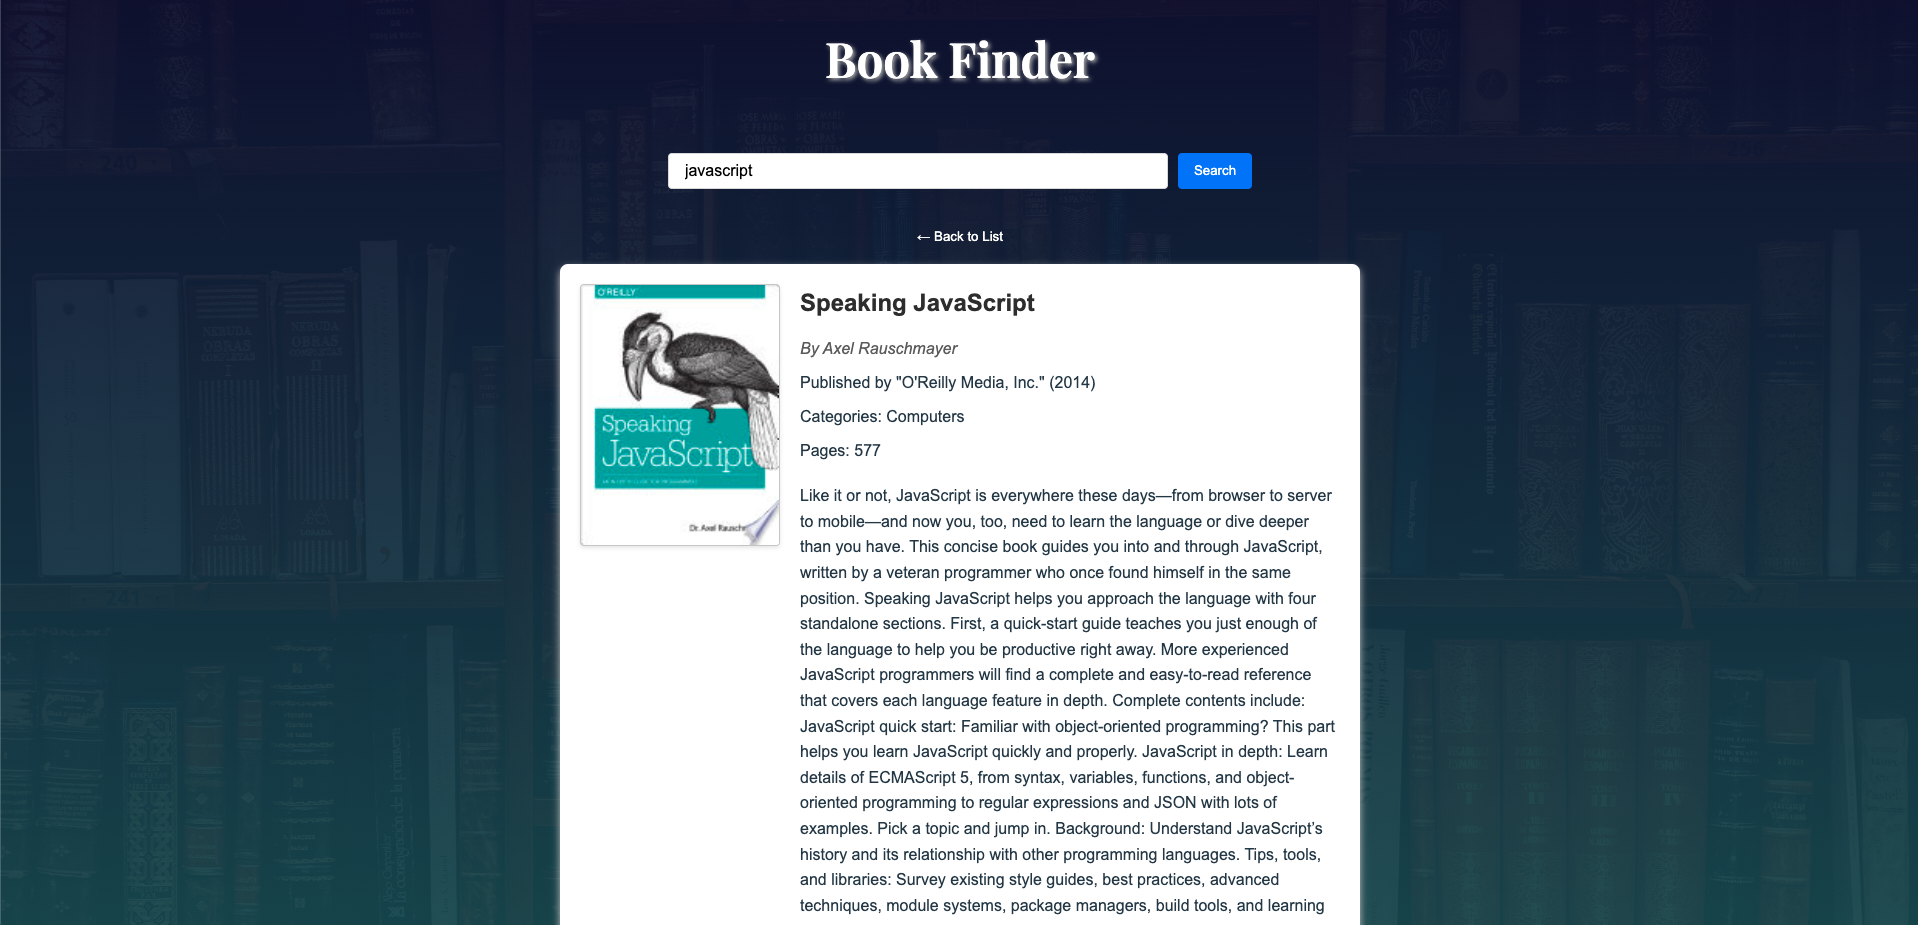 Book Finder
javascript
Search
← Back to List
O'REILLY
Speaking
JavaScript
Dr. Axel Rausch
Speaking JavaScript
By Axel Rauschmayer
Published by "O'Reilly Media, Inc." (2014)
Categories: Computers
Pages: 577
Like it or not, JavaScript is everywhere these days—from browser to server
to mobile—and now you, too, need to learn the language or dive deeper
than you have. This concise book guides you into and through JavaScript,
written by a veteran programmer who once found himself in the same
position. Speaking JavaScript helps you approach the language with four
standalone sections. First, a quick-start guide teaches you just enough of
the language to help you be productive right away. More experienced
JavaScript programmers will find a complete and easy-to-read reference
that covers each language feature in depth. Complete contents include:
JavaScript quick start: Familiar with object-oriented programming? This part
helps you learn JavaScript quickly and properly. JavaScript in depth: Learn
details of ECMAScript 5, from syntax, variables, functions, and object-
oriented programming to regular expressions and JSON with lots of
examples. Pick a topic and jump in. Background: Understand JavaScript’s
history and its relationship with other programming languages. Tips, tools,
and libraries: Survey existing style guides, best practices, advanced
techniques, module systems, package managers, build tools, and learning
240
241
NERUDA
OBRAS
COMPLETAS
I
NERUDA
OBRAS
COMPLETAS
II